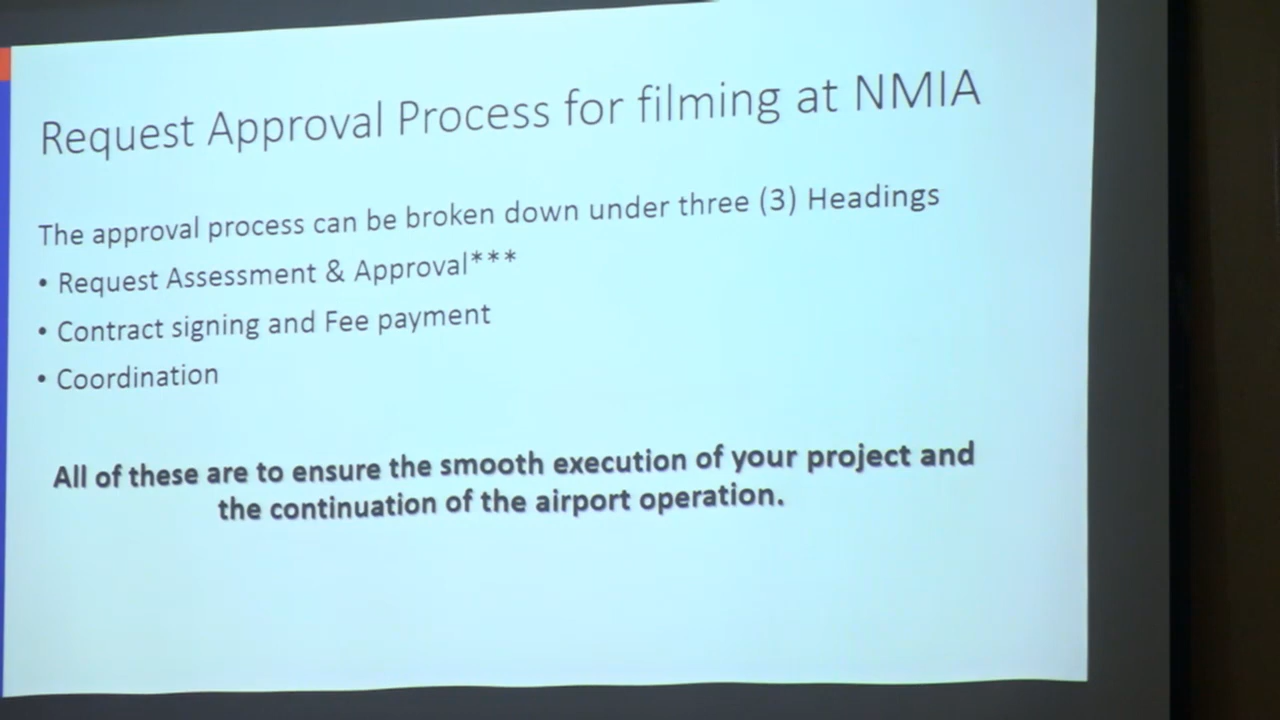 Request Approval Process for filming at NMIA
The approval process can be broken down under three (3) Headings
• Request Assessment & Approval***
• Contract signing and Fee payment
• Coordination
All of these are to ensure the smooth execution of your project and
the continuation of the airport operation.